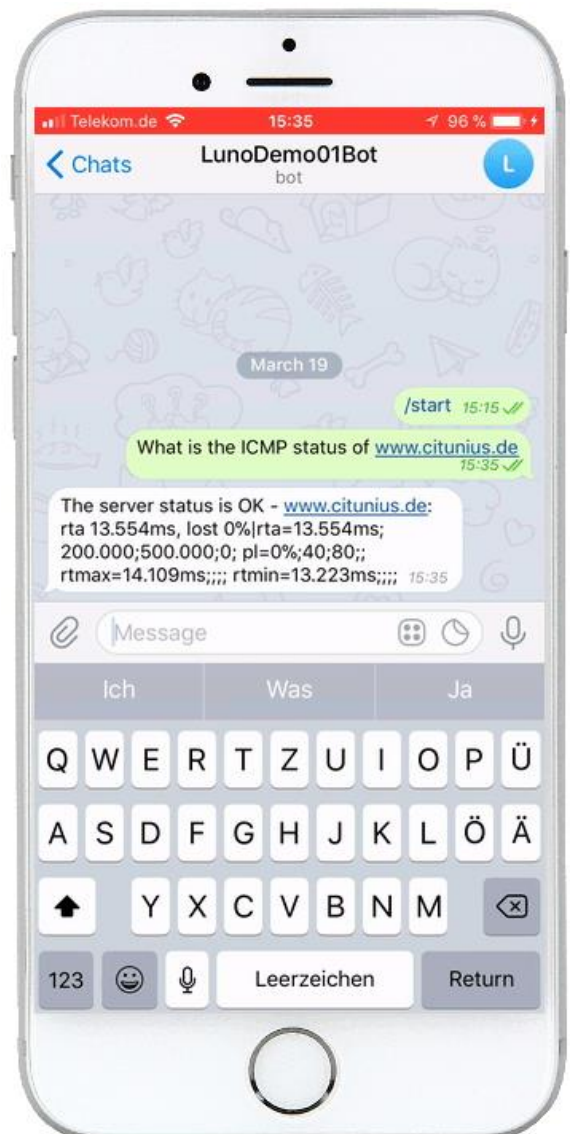 Telekom.de 15:35 96 %
Chats LunoDemo01Bot L
bot
March 19
/start 15:15
What is the ICMP status of www.citunius.de
15:35
The server status is OK - www.citunius.de:
rta 13.554ms, lost 0%|rta=13.554ms;
200.000;500.000;0; pl=0%;40;80;;
rtmax=14.109ms;;;; rtmin=13.223ms;;;; 15:35
Message
Ich Was Ja
Q W E R T Z U I O P Ü
A S D F G H J K L Ö Ä
Y X C V B N M
123 Leerzeichen Return